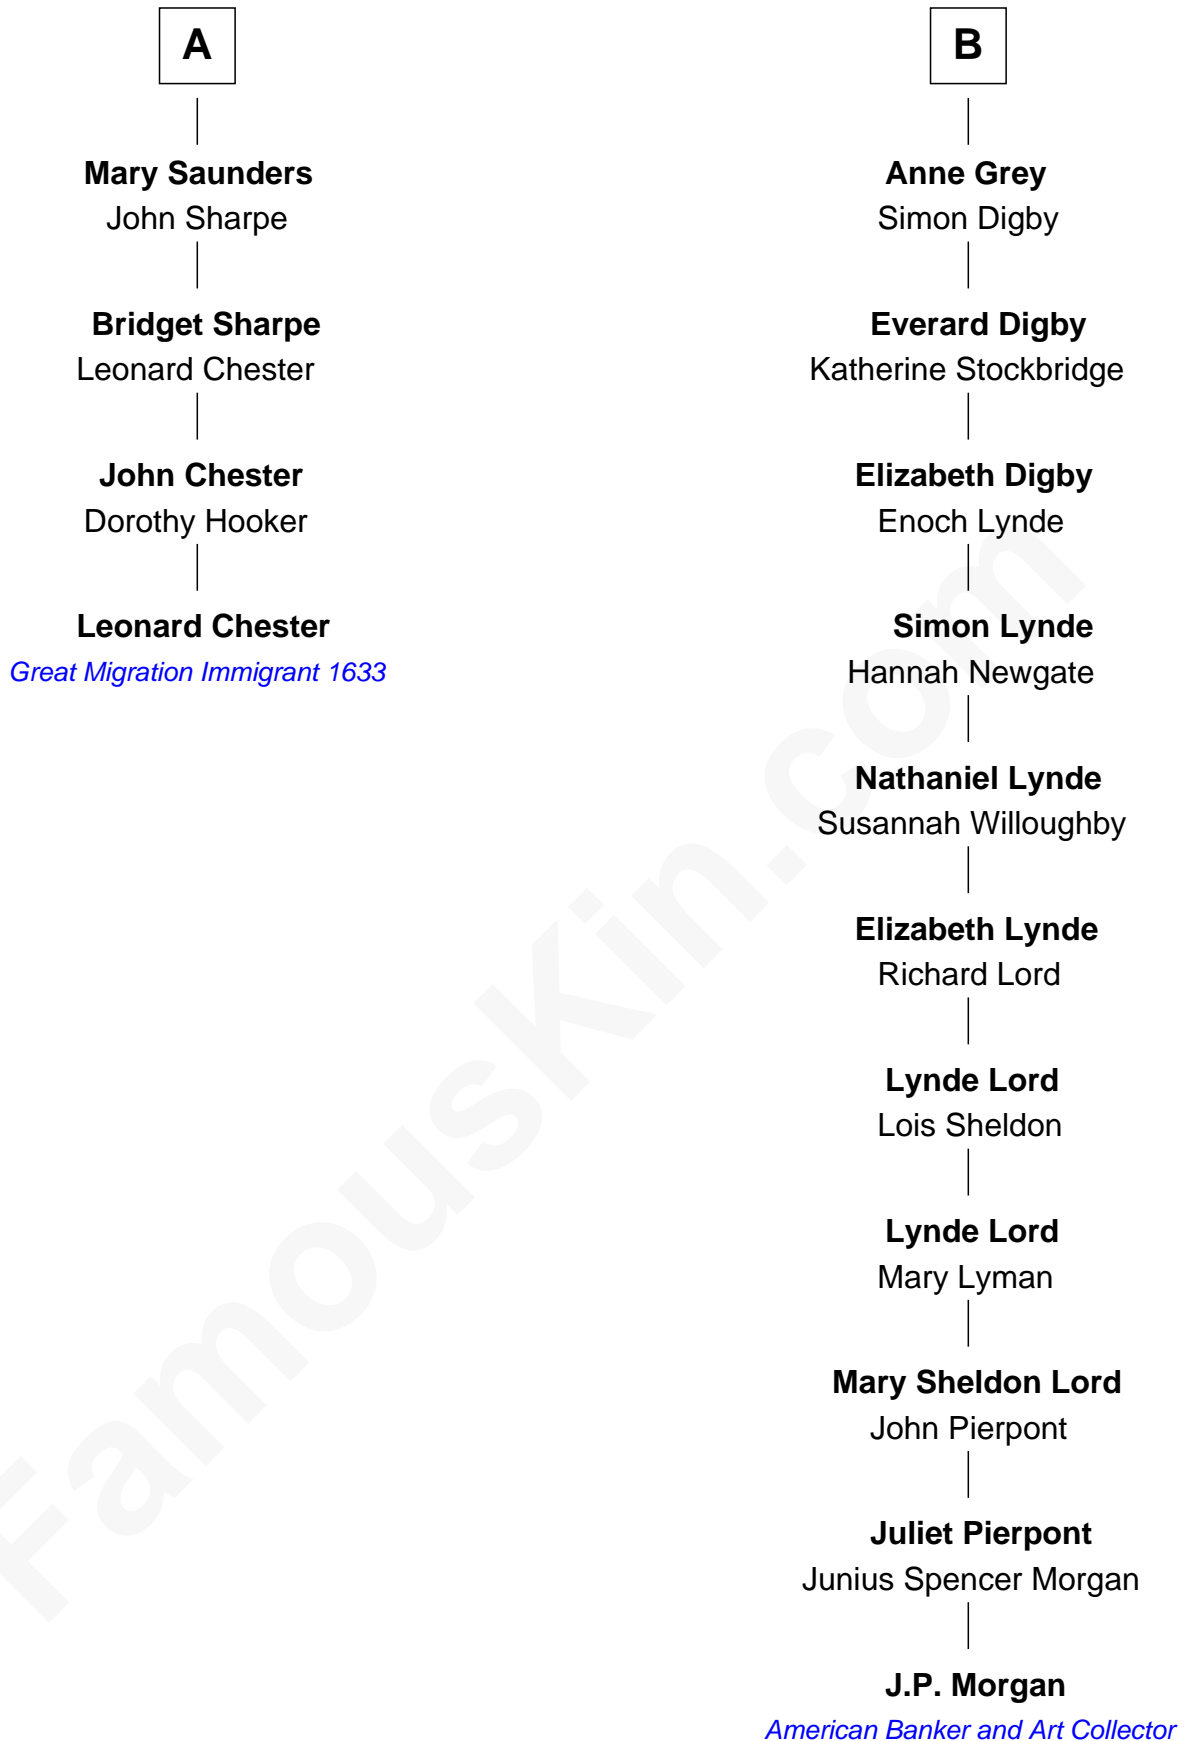 A
Mary Saunders
John Sharpe
Bridget Sharpe
Leonard Chester
John Chester
Dorothy Hooker
Leonard Chester
Great Migration Immigrant 1633
B
Anne Grey
Simon Digby
Everard Digby
Katherine Stockbridge
Elizabeth Digby
Enoch Lynde
Simon Lynde
Hannah Newgate
Nathaniel Lynde
Susannah Willoughby
Elizabeth Lynde
Richard Lord
Lynde Lord
Lois Sheldon
Lynde Lord
Mary Lyman
Mary Sheldon Lord
John Pierpont
Juliet Pierpont
Junius Spencer Morgan
J.P. Morgan
American Banker and Art Collector
FamousKin.com